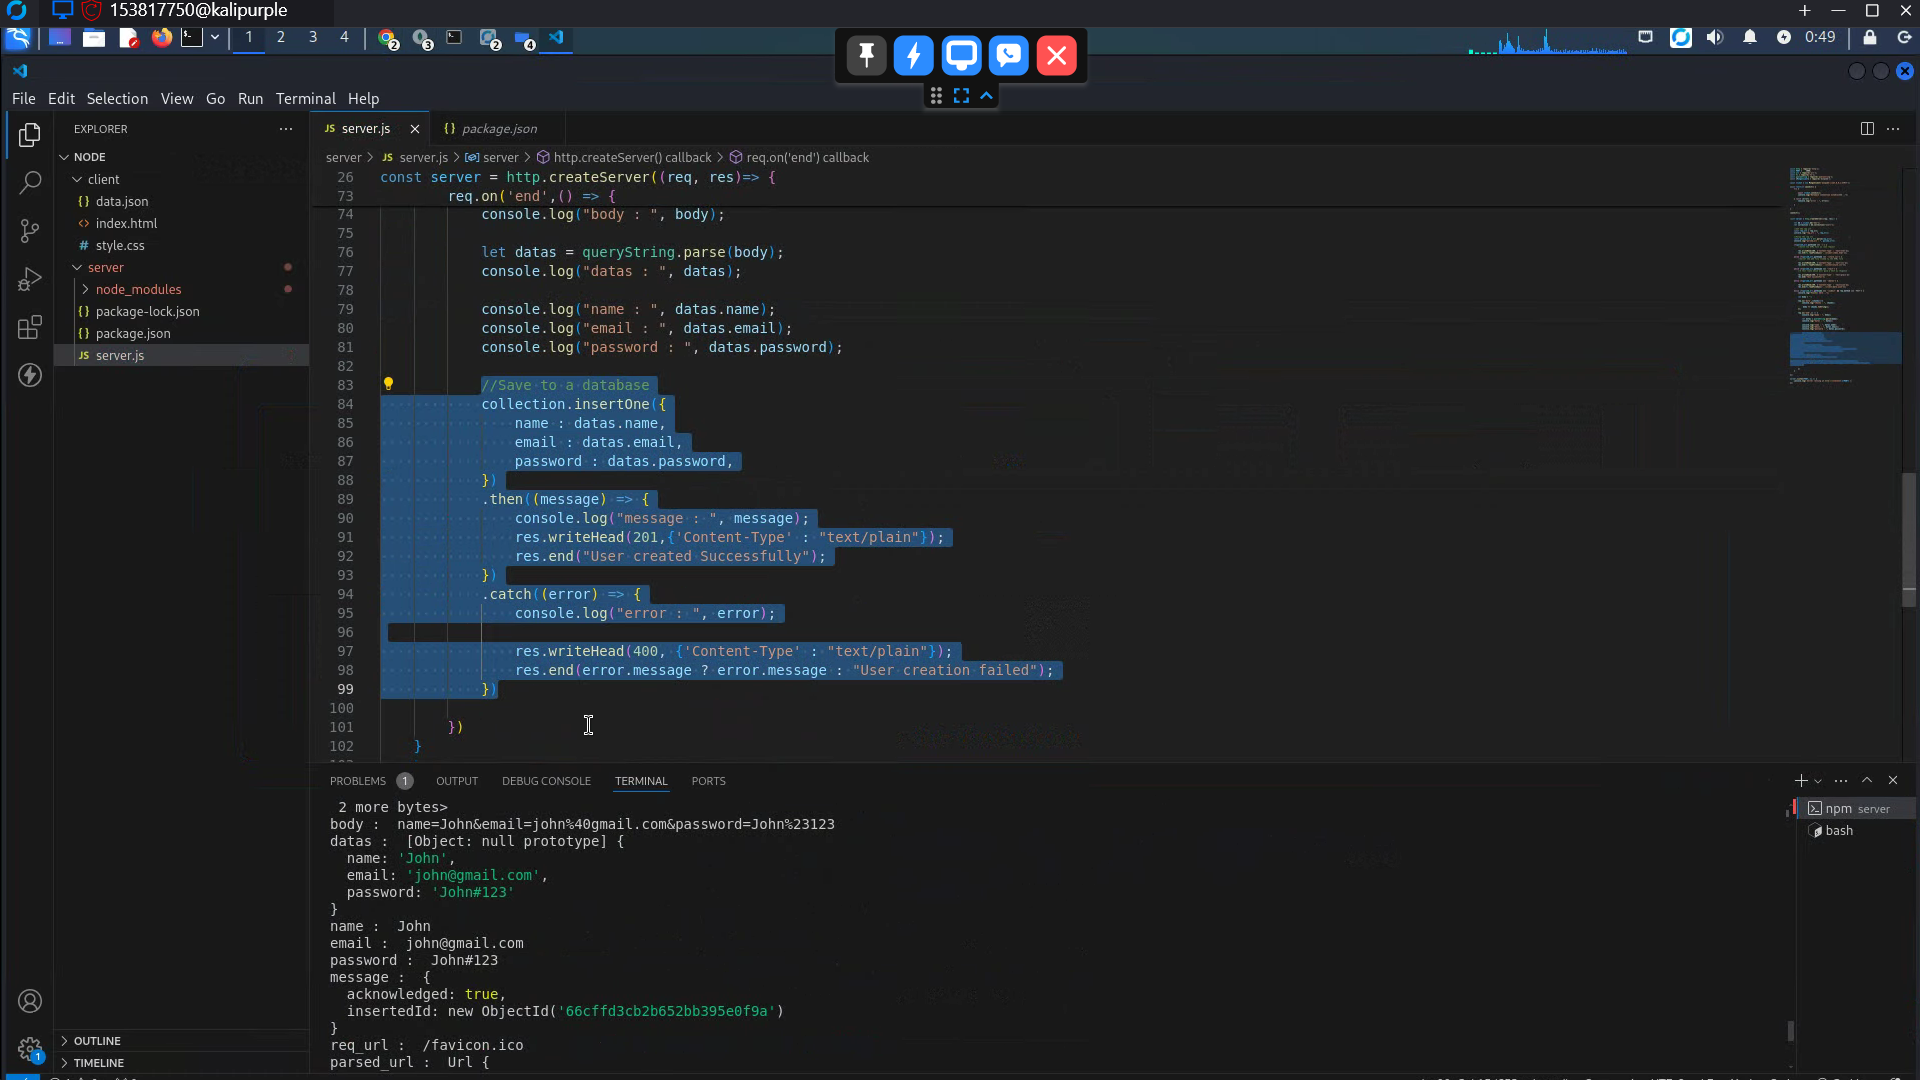 153817750@kalipurple
1 2 3 4 2 3 2 4 0:49
File Edit Selection View Go Run Terminal Help
EXPLORER
NODE
client
{} data.json
<> index.html
# style.css
server
node_modules
{} package-lock.json
{} package.json
JS server.js
OUTLINE
TIMELINE
1
JS server.js × {} package.json
server > JS server.js > server > http.createServer() callback > req.on('end') callback
26 const server = http.createServer((req, res)=> {
73 req.on('end',() => {
74 console.log("body : ", body);
75
76 let datas = queryString.parse(body);
77 console.log("datas : ", datas);
78
79 console.log("name : ", datas.name);
80 console.log("email : ", datas.email);
81 console.log("password : ", datas.password);
82
83 //Save to a database
84 collection.insertOne({
85 name : datas.name,
86 email : datas.email,
87 password : datas.password,
88 })
89 .then((message) => {
90 console.log("message : ", message);
91 res.writeHead(201,{'Content-Type' : "text/plain"});
92 res.end("User created Successfully");
93 })
94 .catch((error) => {
95 console.log("error : ", error);
96
97 res.writeHead(400, {'Content-Type' : "text/plain"});
98 res.end(error.message ? error.message : "User creation failed");
99 })
100
101 })
102 }
PROBLEMS 1 OUTPUT DEBUG CONSOLE TERMINAL PORTS
2 more bytes>
body :  name=John&email=john%40gmail.com&password=John%23123
datas :  [Object: null prototype] {
name: 'John',
email: 'john@gmail.com',
password: 'John#123'
}
name :  John
email :  john@gmail.com
password :  John#123
message :  {
acknowledged: true,
insertedId: new ObjectId('66cffd3cb2b652bb395e0f9a')
}
req_url :  /favicon.ico
parsed_url :  Url {
npm server
bash